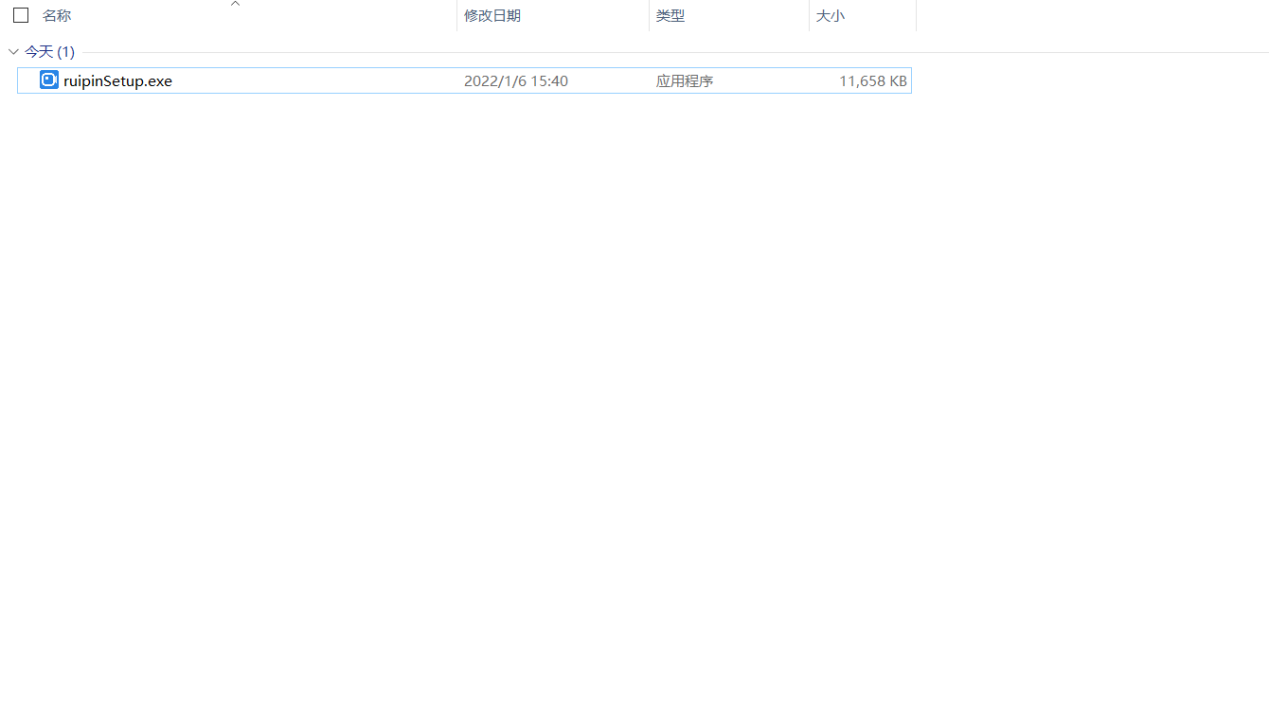 名称 修改日期 类型 大小
今天 (1)
ruipinSetup.exe 2022/1/6 15:40 应用程序 11,658 KB